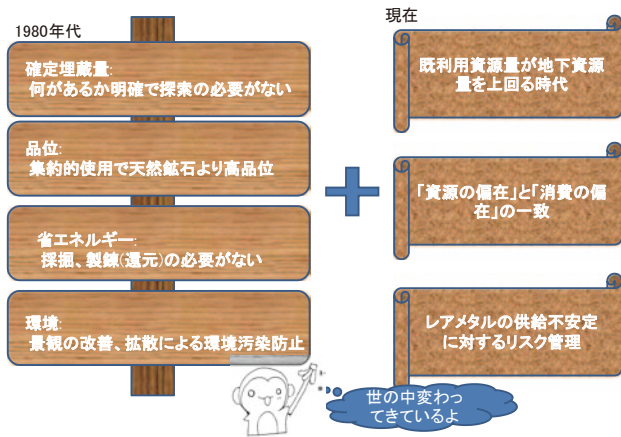 1980年代
確定埋蔵量:
何があるか明確で探索の必要がない
品位:
集約的使用で天然鉱石より高品位
省エネルギー:
採掘、製錬(還元)の必要がない
環境:
景観の改善、拡散による環境汚染防止
現在
既利用資源量が地下資源
量を上回る時代
「資源の偏在」と「消費の偏
在」の一致
レアメタルの供給不安定
に対するリスク管理
世の中変わっ
てきているよ